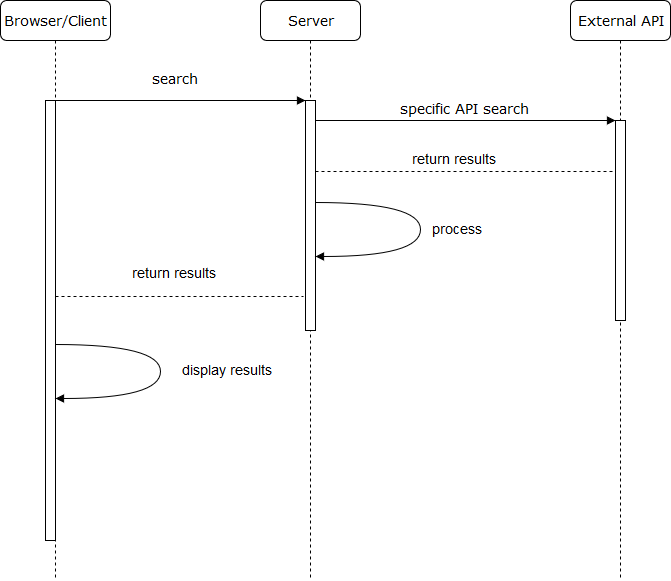 Browser/Client
Server
External API
search
specific API search
return results
process
return results
display results